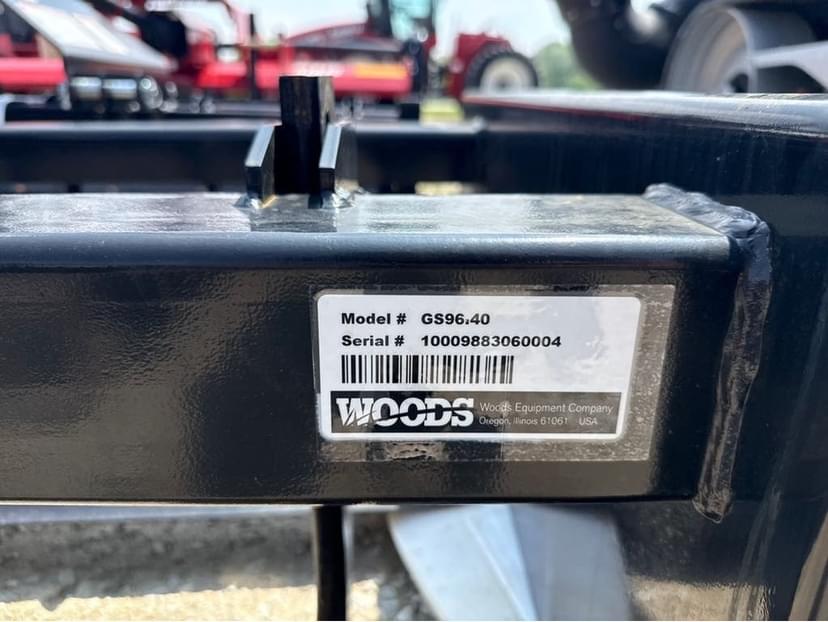 Model # GS96.40
Serial # 10009883060004
WOODS
Woods Equipment Company
Oregon, Illinois 61061 USA